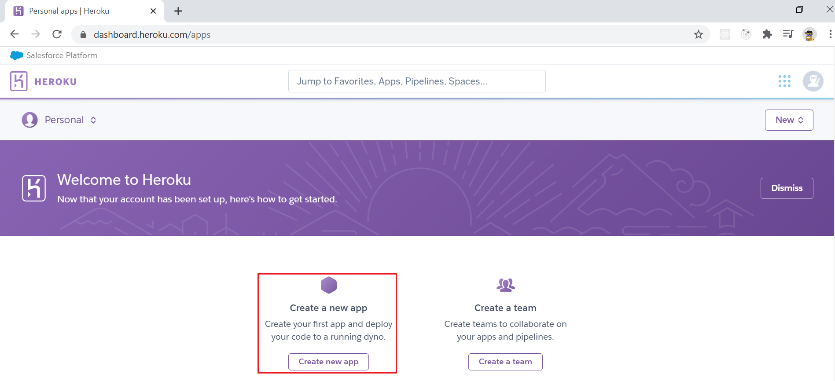 Personal apps | Heroku
dashboard.heroku.com/apps
Salesforce Platform
HEROKU
Jump to Favorites, Apps, Pipelines, Spaces...
Personal
New
Welcome to Heroku
Now that your account has been set up, here's how to get started.
Dismiss
Create a new app
Create your first app and deploy
your code to a running dyno.
Create new app
Create a team
Create teams to collaborate on
your apps and pipelines.
Create a team